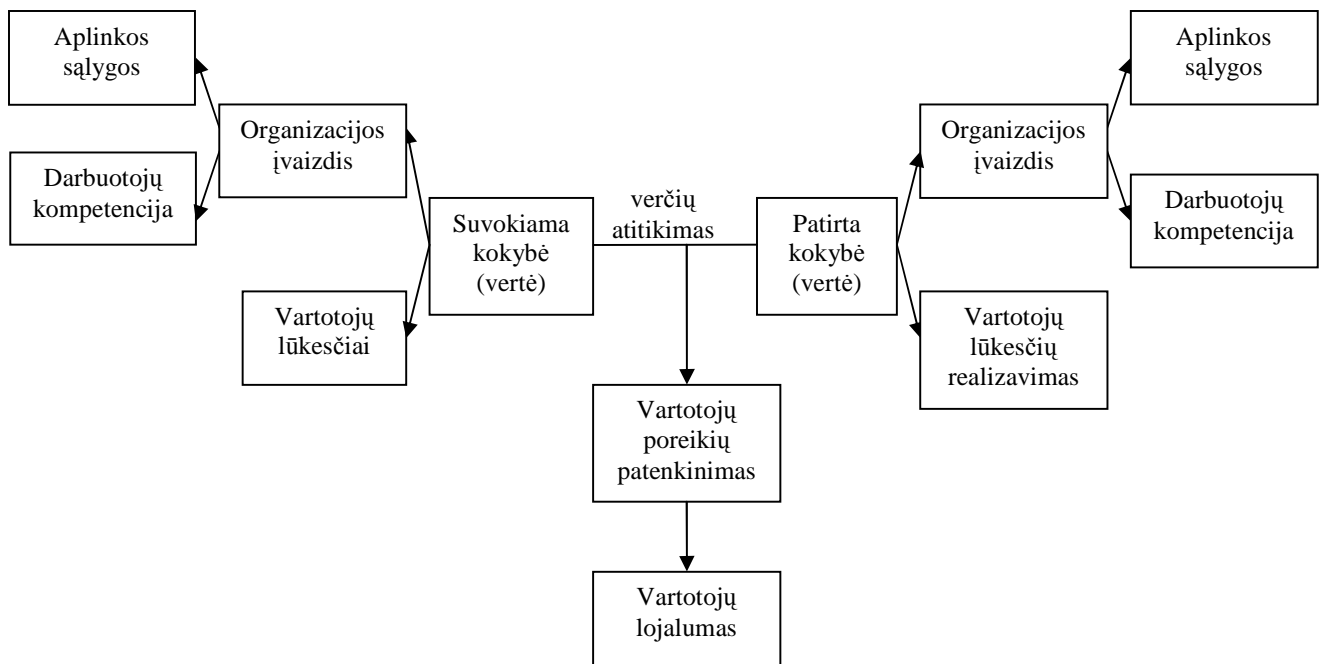 Aplinkos
sąlygos
Organizacijos
įvaizdis
Darbuotojų
kompetencija
Suvokiama
kokybė
(vertė)
Vartotojų
lūkesčiai
verčių
atitikimas
Patirta
kokybė
(vertė)
Organizacijos
įvaizdis
Aplinkos
sąlygos
Darbuotojų
kompetencija
Vartotojų
lūkesčių
realizavimas
Vartotojų
poreikių
patenkinimas
Vartotojų
lojalumas